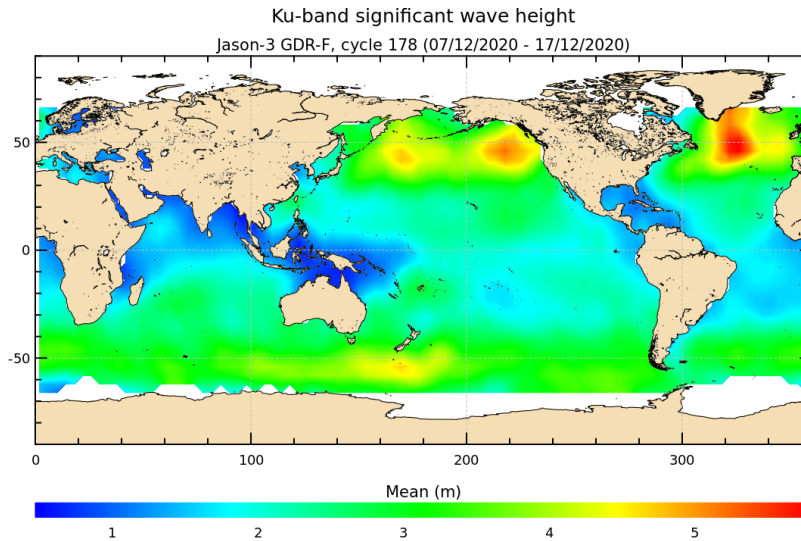 Ku-band significant wave height
Jason-3 GDR-F, cycle 178 (07/12/2020 - 17/12/2020)
50
0
-50
0 100 200 300
Mean (m)
1 2 3 4 5